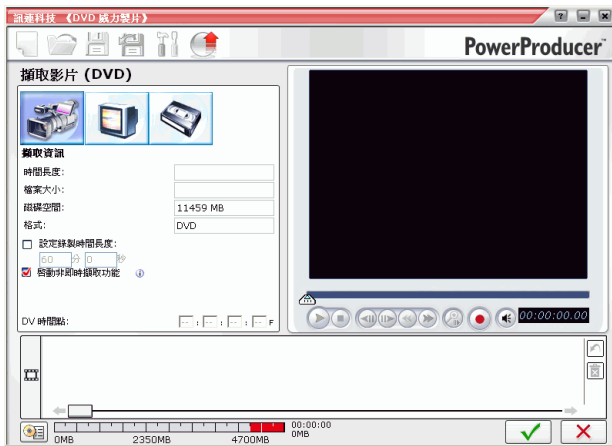 訊連科技 《DVD 威力製片》
PowerProducer™
擷取影片 (DVD)
擷取資訊
時間長度:
檔案大小:
磁碟空間: 11459 MB
格式: DVD
設定錄製時間長度:
60 分 0 秒
啓動非即時擷取功能
DV 時間點: -- : -- : -- : -- F
00:00:00.00
0MB 2350MB 4700MB
00:00:00
0MB